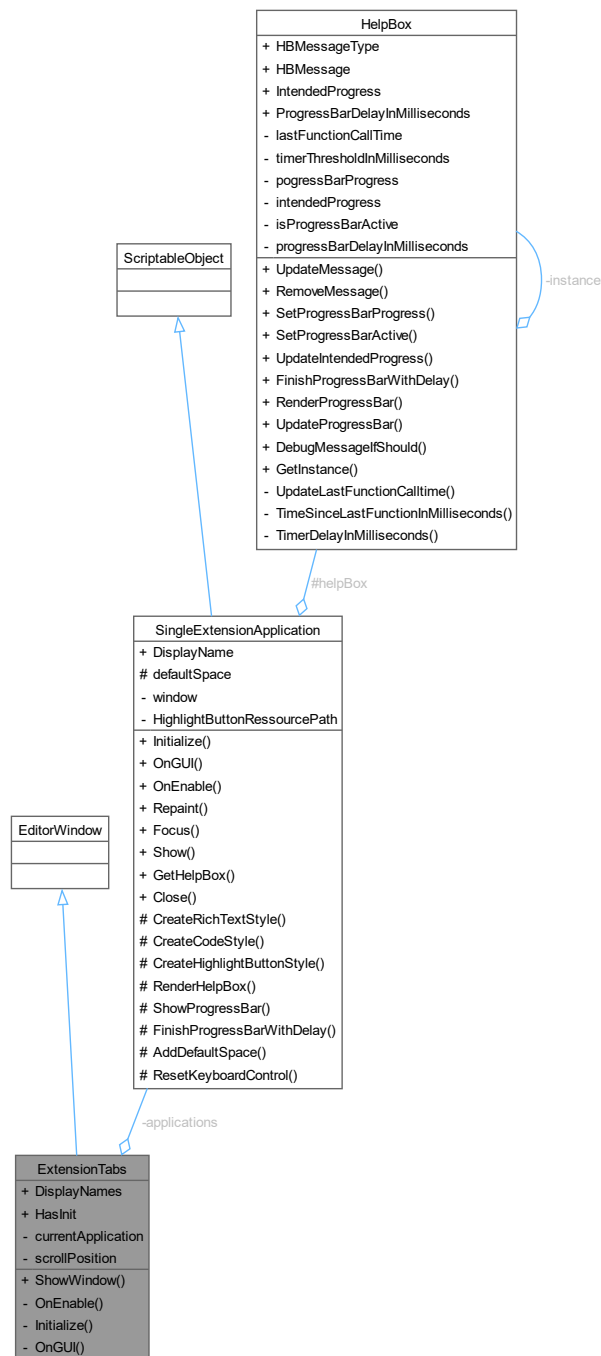 HelpBox
+ HBMessageType
+ HBMessage
+ IntendedProgress
+ ProgressBarDelayInMilliseconds
- lastFunctionCallTime
- timerThresholdInMilliseconds
- pogressBarProgress
- intendedProgress
- isProgressBarActive
- progressBarDelayInMilliseconds
+ UpdateMessage()
+ RemoveMessage()
+ SetProgressBarProgress()
+ SetProgressBarActive()
+ UpdateIntendedProgress()
+ FinishProgressBarWithDelay()
+ RenderProgressBar()
+ UpdateProgressBar()
+ DebugMessageIfShould()
+ GetInstance()
- UpdateLastFunctionCalltime()
- TimeSinceLastFunctionInMilliseconds()
- TimerDelayInMilliseconds()
-instance
ScriptableObject
#helpBox
SingleExtensionApplication
+ DisplayName
# defaultSpace
- window
- HighlightButtonRessourcePath
+ Initialize()
+ OnGUI()
+ OnEnable()
+ Repaint()
+ Focus()
+ Show()
+ GetHelpBox()
+ Close()
# CreateRichTextStyle()
# CreateCodeStyle()
# CreateHighlightButtonStyle()
# RenderHelpBox()
# ShowProgressBar()
# FinishProgressBarWithDelay()
# AddDefaultSpace()
# ResetKeyboardControl()
EditorWindow
-applications
ExtensionTabs
+ DisplayNames
+ HasInit
- currentApplication
- scrollPosition
+ ShowWindow()
- OnEnable()
- Initialize()
- OnGUI()